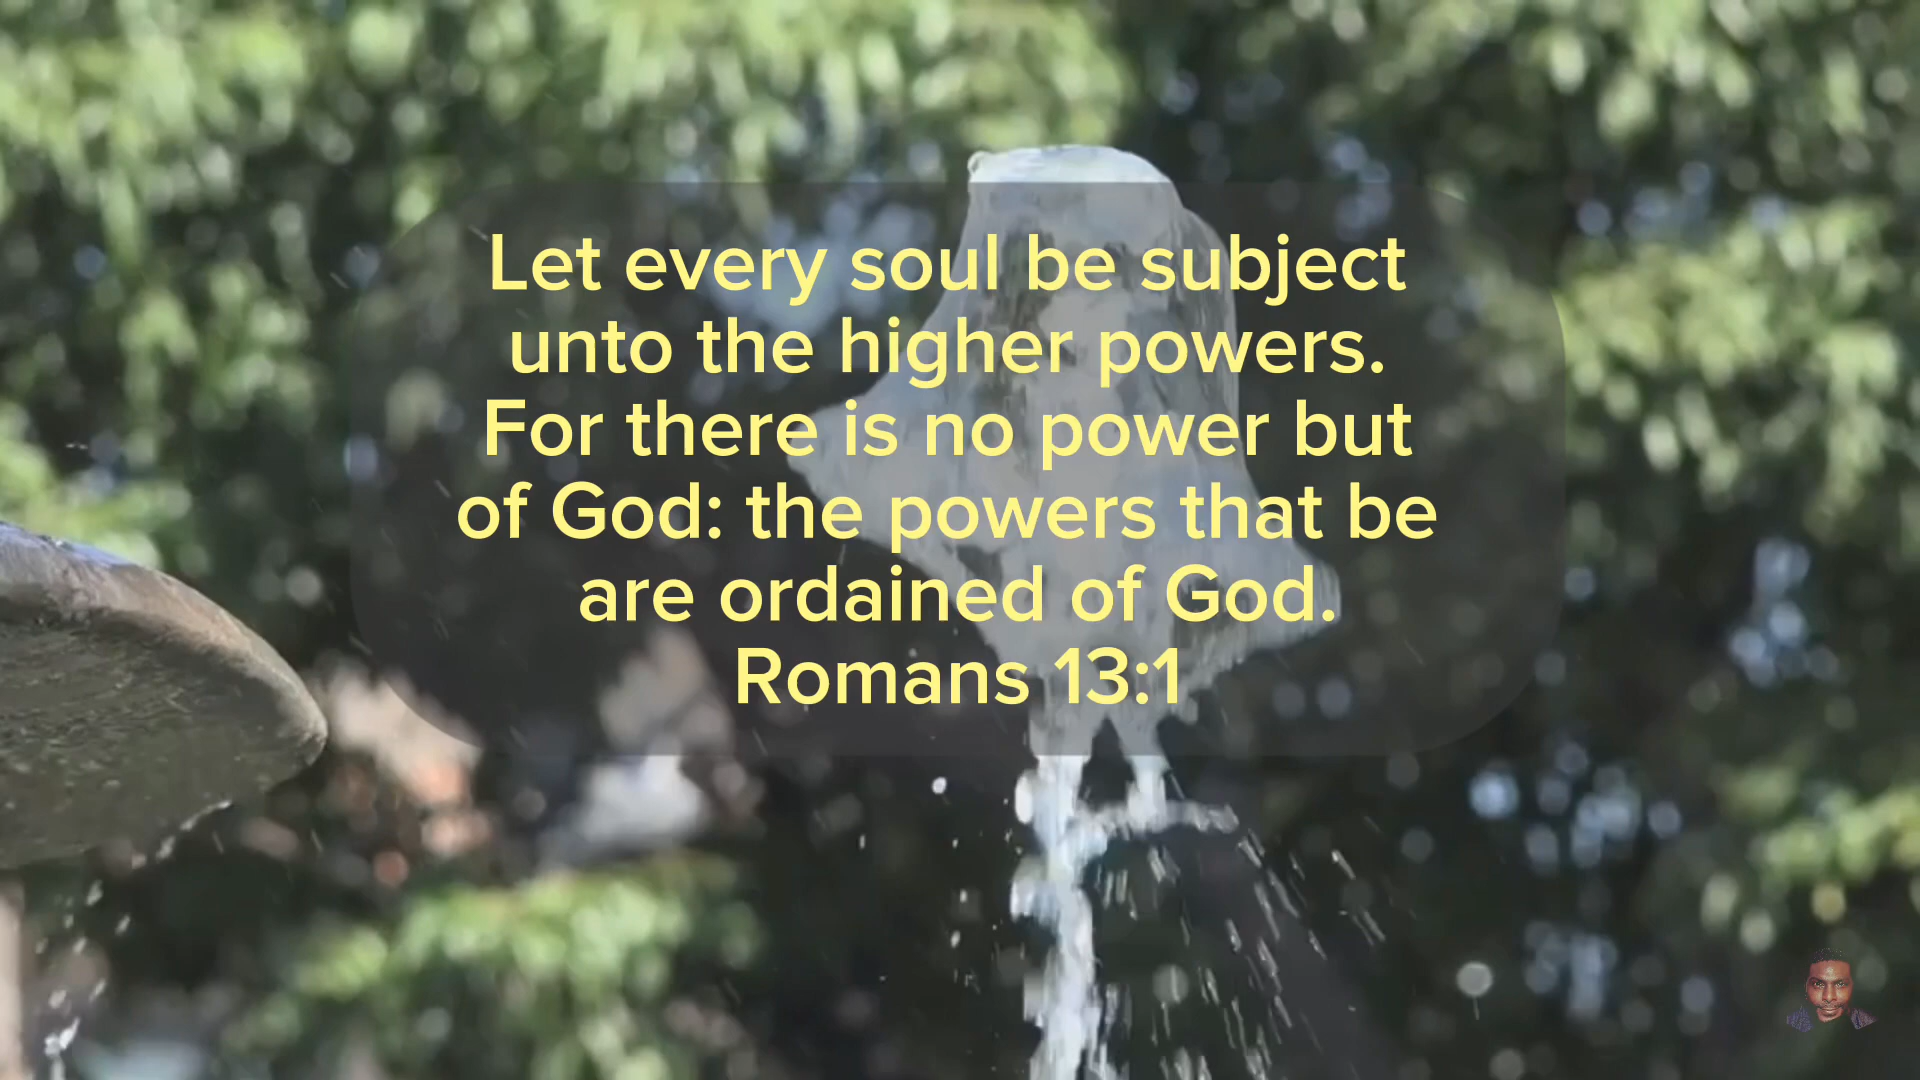 Let every soul be subject
unto the higher powers.
For there is no power but
of God: the powers that be
are ordained of God.
Romans 13:1